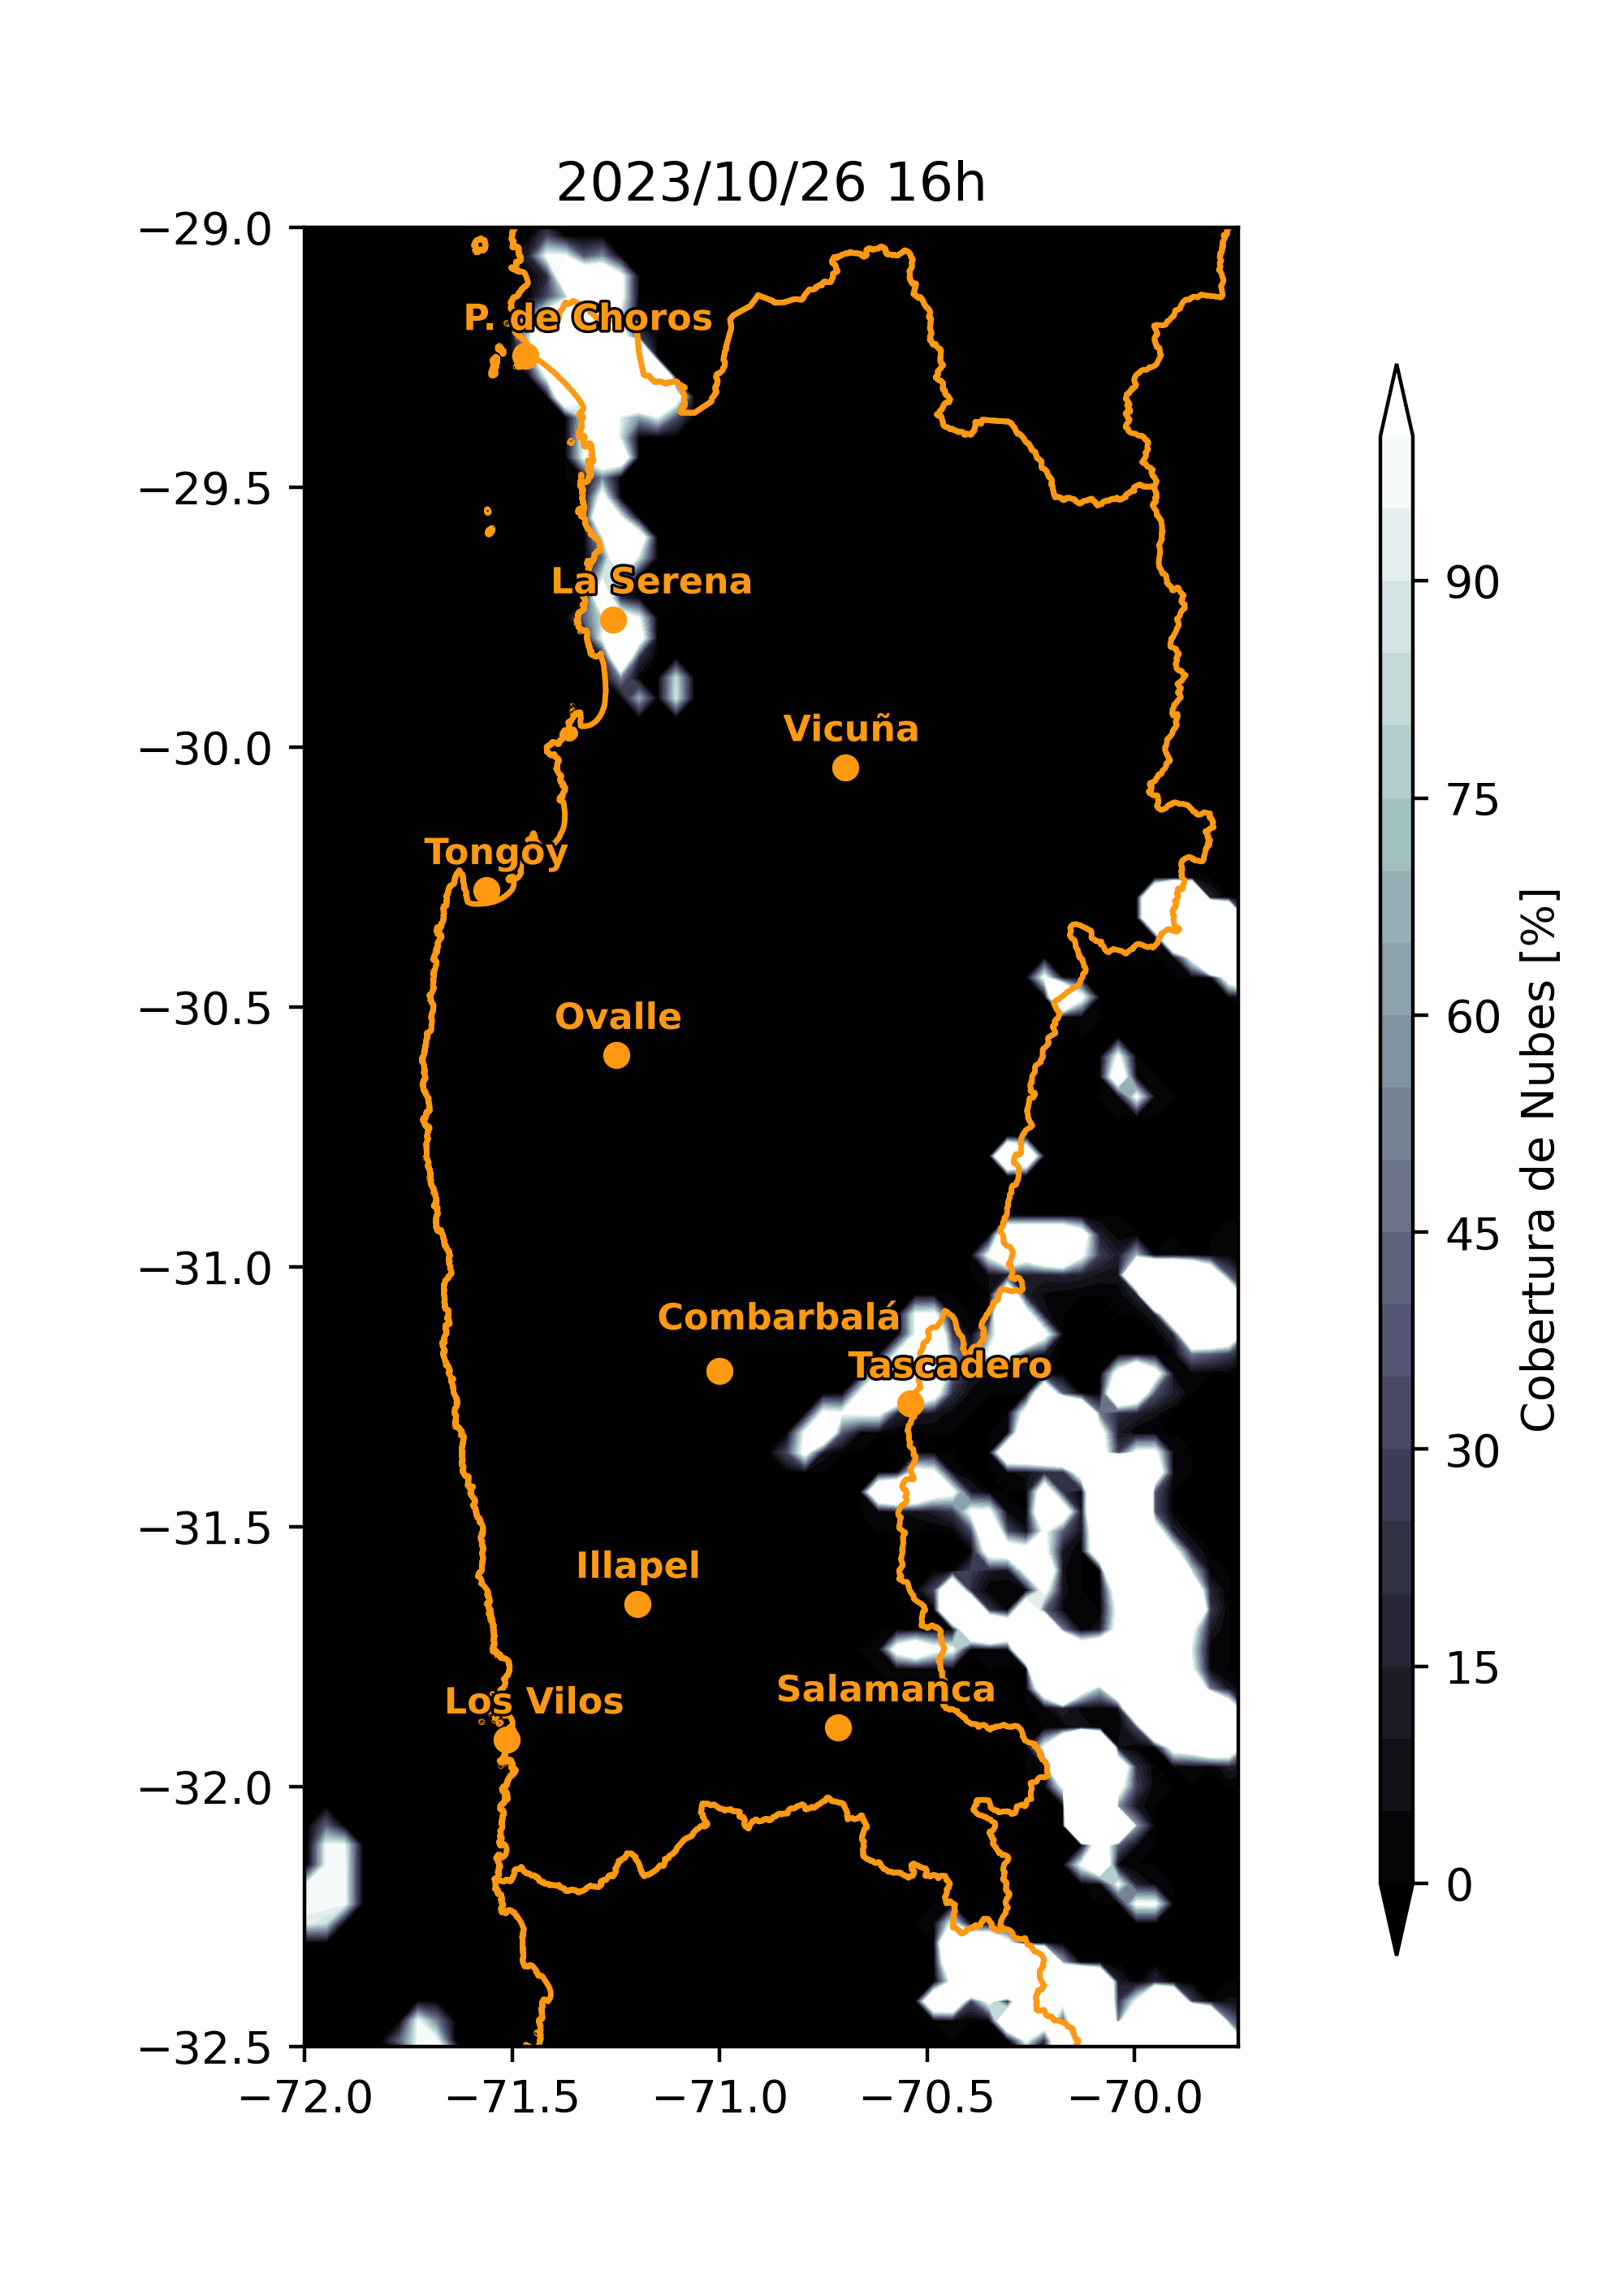 2023/10/26 16h
−29.0
−29.5
−30.0
−30.5
−31.0
−31.5
−32.0
−32.5
−72.0
−71.5
−71.0
−70.5
−70.0
P. de Choros
La Serena
Vicuña
Tongoy
Ovalle
Combarbalá
Tascadero
Illapel
Salamanca
Los Vilos
90
75
60
45
30
15
0
Cobertura de Nubes [%]